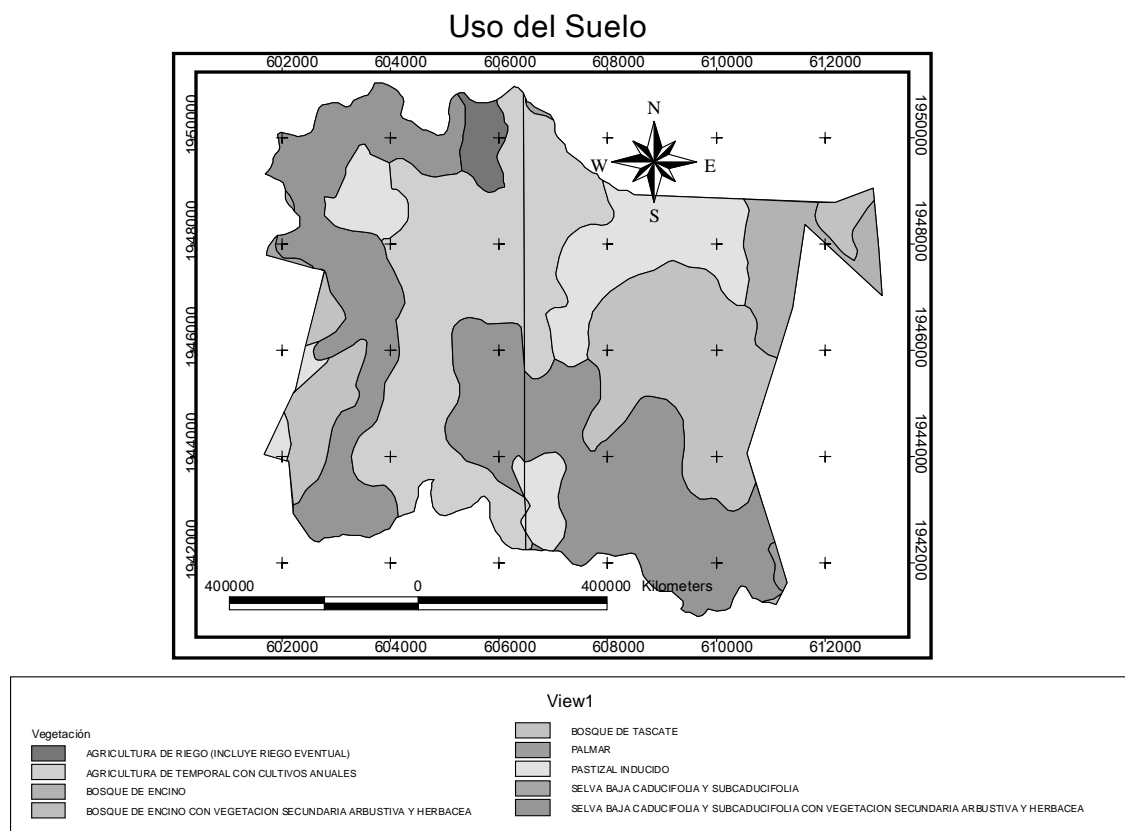 Uso del Suelo
602000 604000 606000 608000 610000 612000
1950000 1950000
1948000 1948000
1946000 1946000
1944000 1944000
1942000 1942000
N
W E
S
400000 0 400000 Kilometers
602000 604000 606000 608000 610000 612000
View1
Vegetación
AGRICULTURA DE RIEGO (INCLUYE RIEGO EVENTUAL)
AGRICULTURA DE TEMPORAL CON CULTIVOS ANUALES
BOSQUE DE ENCINO
BOSQUE DE ENCINO CON VEGETACION SECUNDARIA ARBUSTIVA Y HERBACEA
BOSQUE DE TASCATE
PALMAR
PASTIZAL INDUCIDO
SELVA BAJA CADUCIFOLIA Y SUBCADUCIFOLIA
SELVA BAJA CADUCIFOLIA Y SUBCADUCIFOLIA CON VEGETACION SECUNDARIA ARBUSTIVA Y HERBACEA